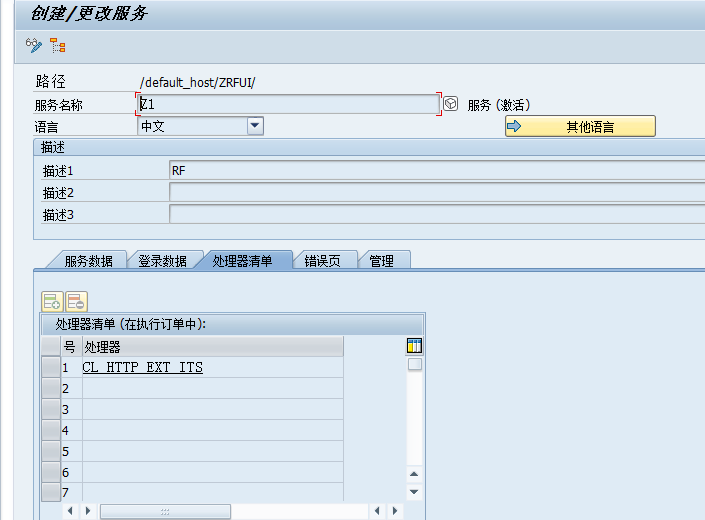 创建/更改服务
路径 /default_host/ZRFUI/
服务名称 Z1 服务 (激活)
语言 中文 其他语言
描述
描述1 RF
描述2
描述3
服务数据 登录数据 处理器清单 错误页 管理
处理器清单 (在执行订单中):
号 处理器
1 CL_HTTP_EXT_ITS
2
3
4
5
6
7